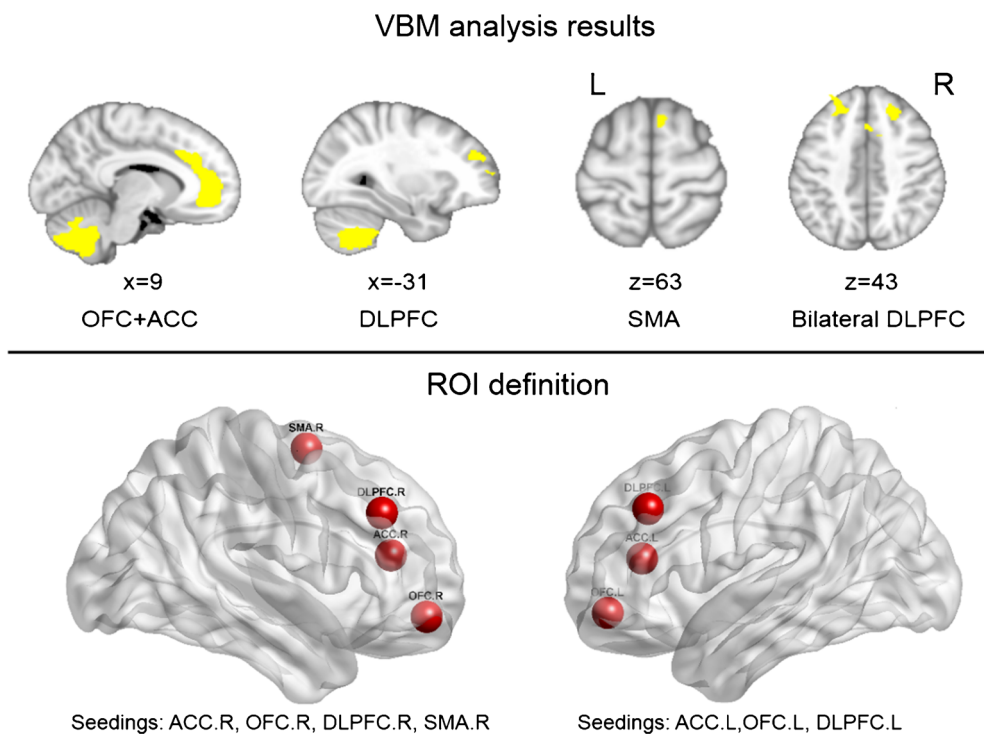 VBM analysis results
L
R
x=9
x=-31
z=63
z=43
OFC+ACC
DLPFC
SMA
Bilateral DLPFC
ROI definition
SMA.R
DLPFC.R
ACC.R
OFC.R
DLPFC.L
ACC.L
OFC.L
Seedings: ACC.R, OFC.R, DLPFC.R, SMA.R
Seedings: ACC.L,OFC.L, DLPFC.L